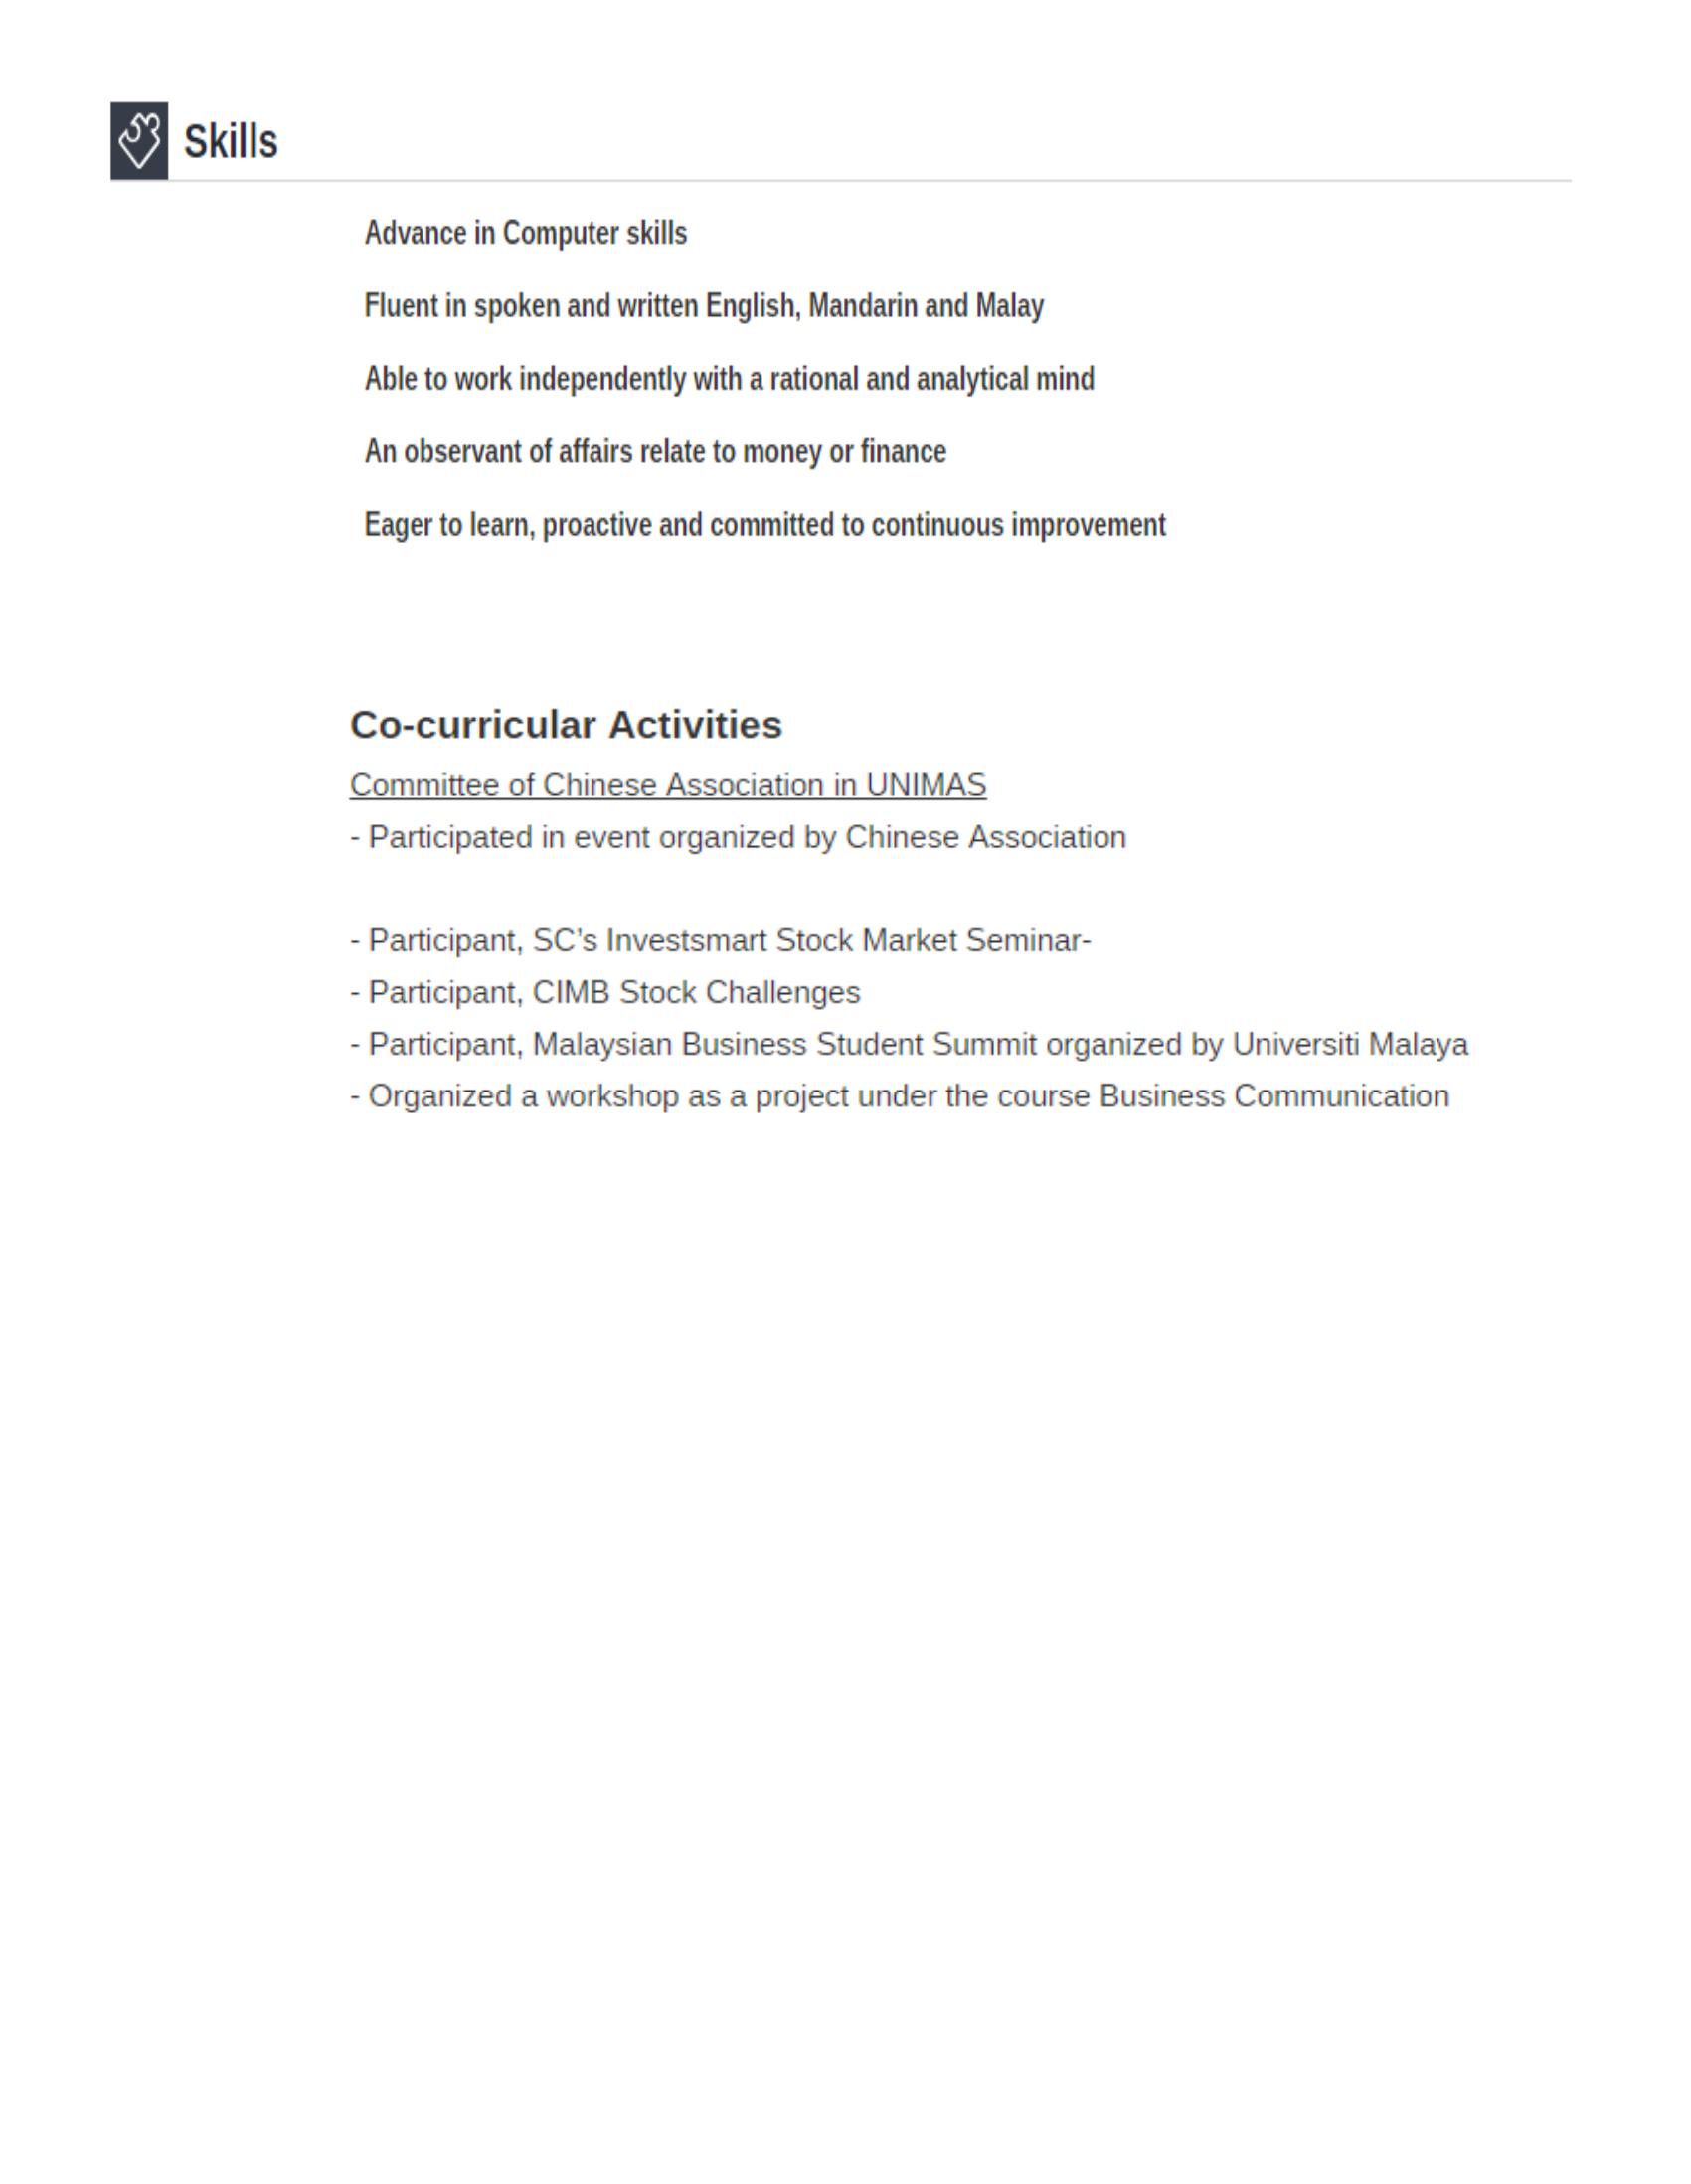 Skills
Advance in Computer skills
Fluent in spoken and written English, Mandarin and Malay
Able to work independently with a rational and analytical mind
An observant of affairs relate to money or finance
Eager to learn, proactive and committed to continuous improvement
Co-curricular Activities
Committee of Chinese Association in UNIMAS
- Participated in event organized by Chinese Association
- Participant, SC’s Investsmart Stock Market Seminar-
- Participant, CIMB Stock Challenges
- Participant, Malaysian Business Student Summit organized by Universiti Malaya
- Organized a workshop as a project under the course Business Communication